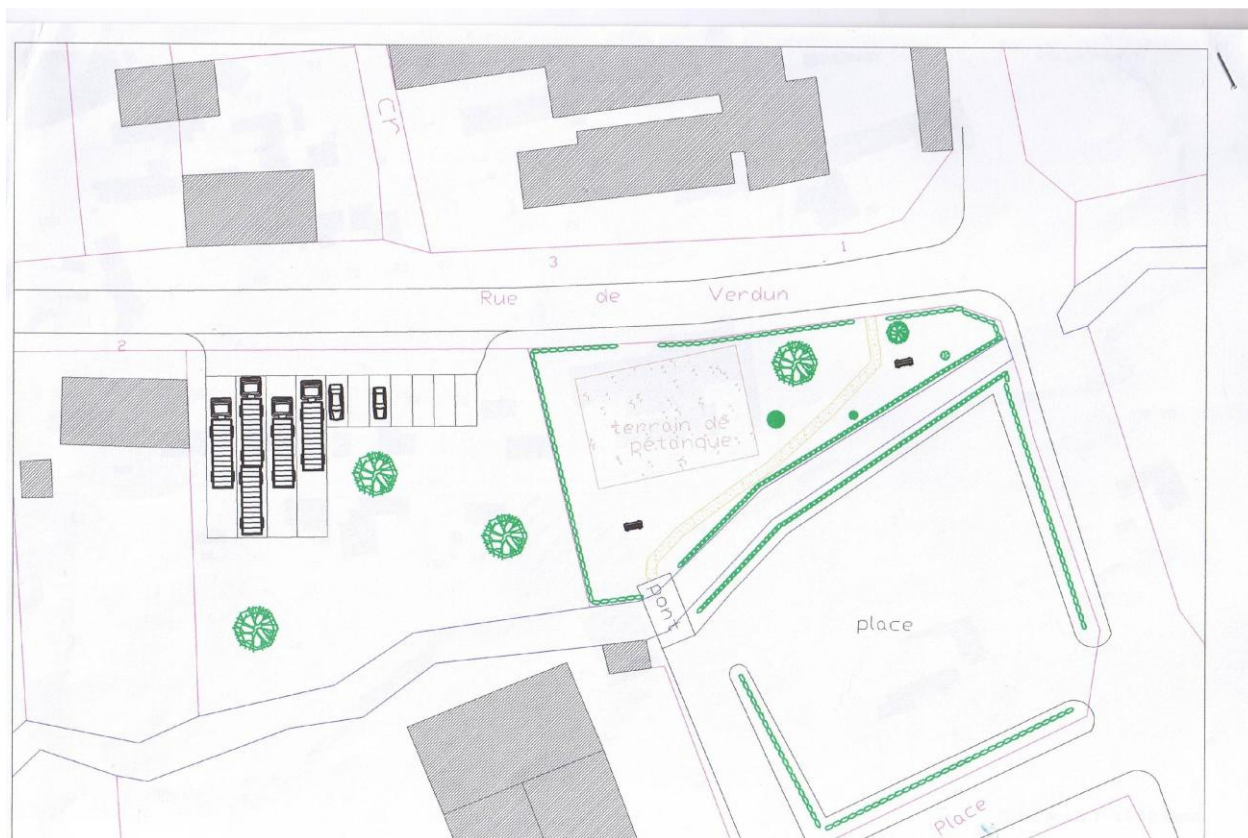 Cr
3
1
Rue de Verdun
2
terrain de
pétanque
pont
place
Place